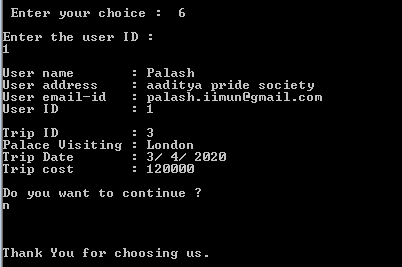 Enter your choice :  6
Enter the user ID :
1
User name       : Palash
User address    : aaditya pride society
User email-id   : palash.iimun@gmail.com
User ID         : 1
Trip ID         : 3
Palace Visiting : London
Trip Date       : 3/ 4/ 2020
Trip cost       : 120000
Do you want to continue ?
n
Thank You for choosing us.